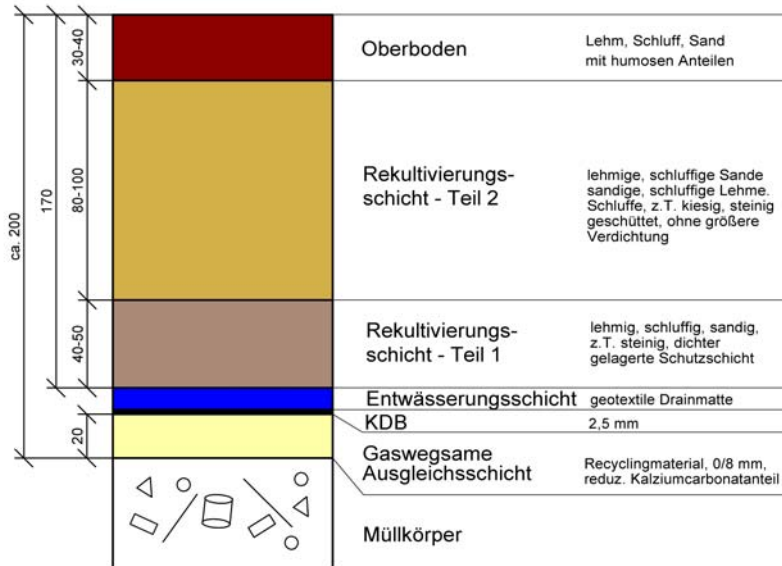 30-40
Oberboden
Lehm, Schluff, Sand
mit humosen Anteilen
ca. 200
170
80-100
Rekultivierungs-
schicht - Teil 2
lehmige, schluffige Sande
sandige, schluffige Lehme.
Schluffe, z.T. kiesig, steinig
geschüttet, ohne größere
Verdichtung
40-50
Rekultivierungs-
schicht - Teil 1
lehmig, schluffig, sandig,
z.T. steinig, dichter
gelagerte Schutzschicht
Entwässerungsschicht
geotextile Drainmatte
KDB
2,5 mm
20
Gaswegsame
Ausgleichsschicht
Recyclingmaterial, 0/8 mm,
reduz. Kalziumcarbonatanteil
Müllkörper